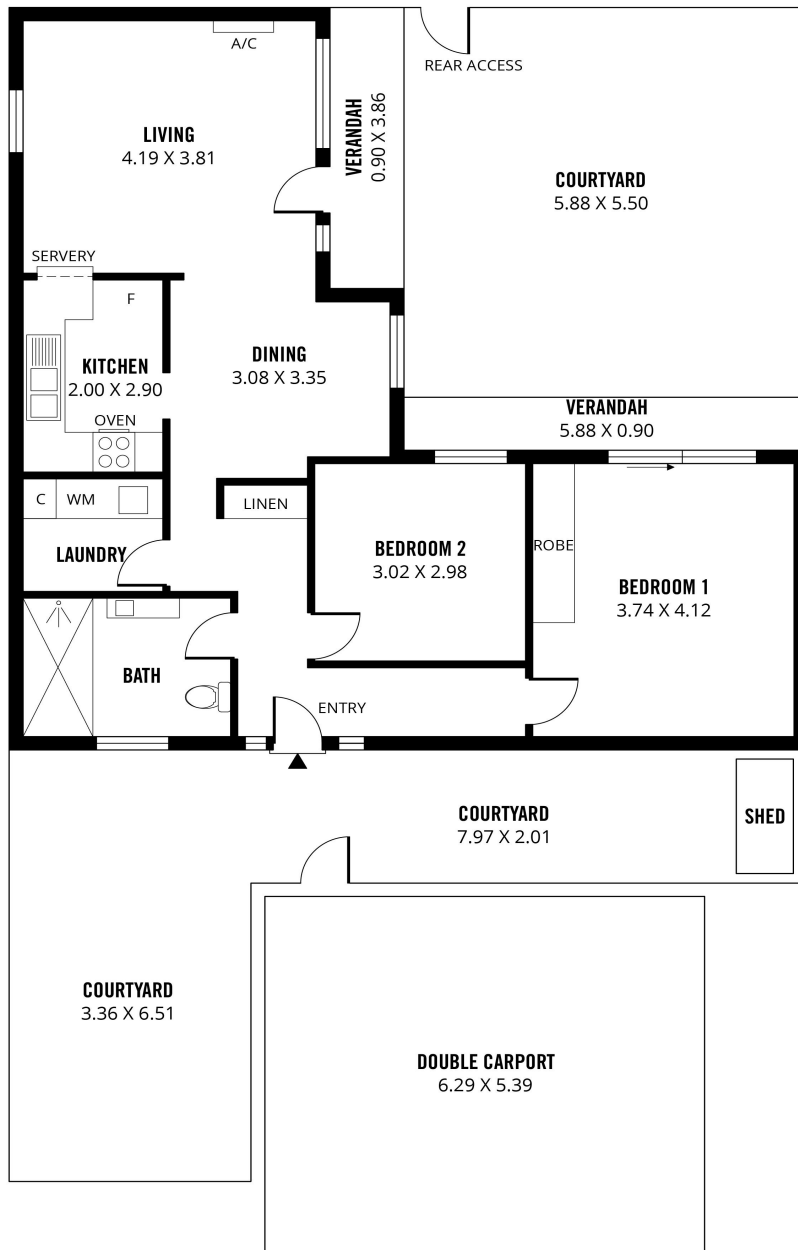 A/C
REAR ACCESS
LIVING
4.19 X 3.81
VERANDAH
0.90 X 3.86
COURTYARD
5.88 X 5.50
SERVERY
F
KITCHEN
2.00 X 2.90
OVEN
DINING
3.08 X 3.35
VERANDAH
5.88 X 0.90
C
WM
LINEN
LAUNDRY
BEDROOM 2
3.02 X 2.98
ROBE
BEDROOM 1
3.74 X 4.12
BATH
ENTRY
COURTYARD
7.97 X 2.01
SHED
COURTYARD
3.36 X 6.51
DOUBLE CARPORT
6.29 X 5.39